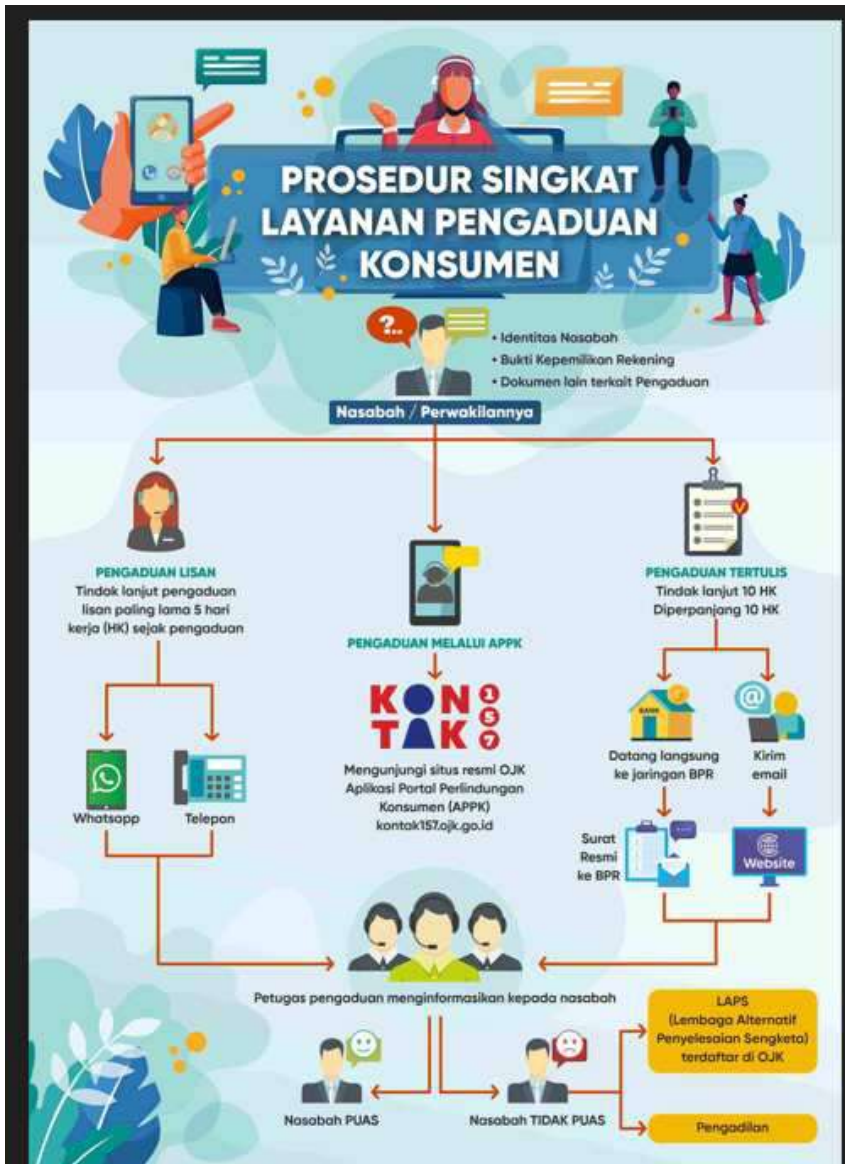 PROSEDUR SINGKAT
LAYANAN PENGADUAN
KONSUMEN
?..
• Identitas Nasabah
• Bukti Kepemilikan Rekening
• Dokumen lain terkait Pengaduan
Nasabah / Perwakilannya
PENGADUAN LISAN
Tindak lanjut pengaduan
lisan paling lama 5 hari
kerja (HK) sejak pengaduan
Whatsapp
Telepon
PENGADUAN MELALUI APPK
KONTAK 157
Mengunjungi situs resmi OJK
Aplikasi Portal Perlindungan
Konsumen (APPK)
kontak157.ojk.go.id
V
PENGADUAN TERTULIS
Tindak lanjut 10 HK
Diperpanjang 10 HK
BANK
Datang langsung
ke jaringan BPR
@
Kirim
email
Surat
Resmi
ke BPR
Website
Petugas pengaduan menginformasikan kepada nasabah
Nasabah PUAS
Nasabah TIDAK PUAS
LAPS
(Lembaga Alternatif
Penyelesaian Sengketa)
terdaftar di OJK
Pengadilan